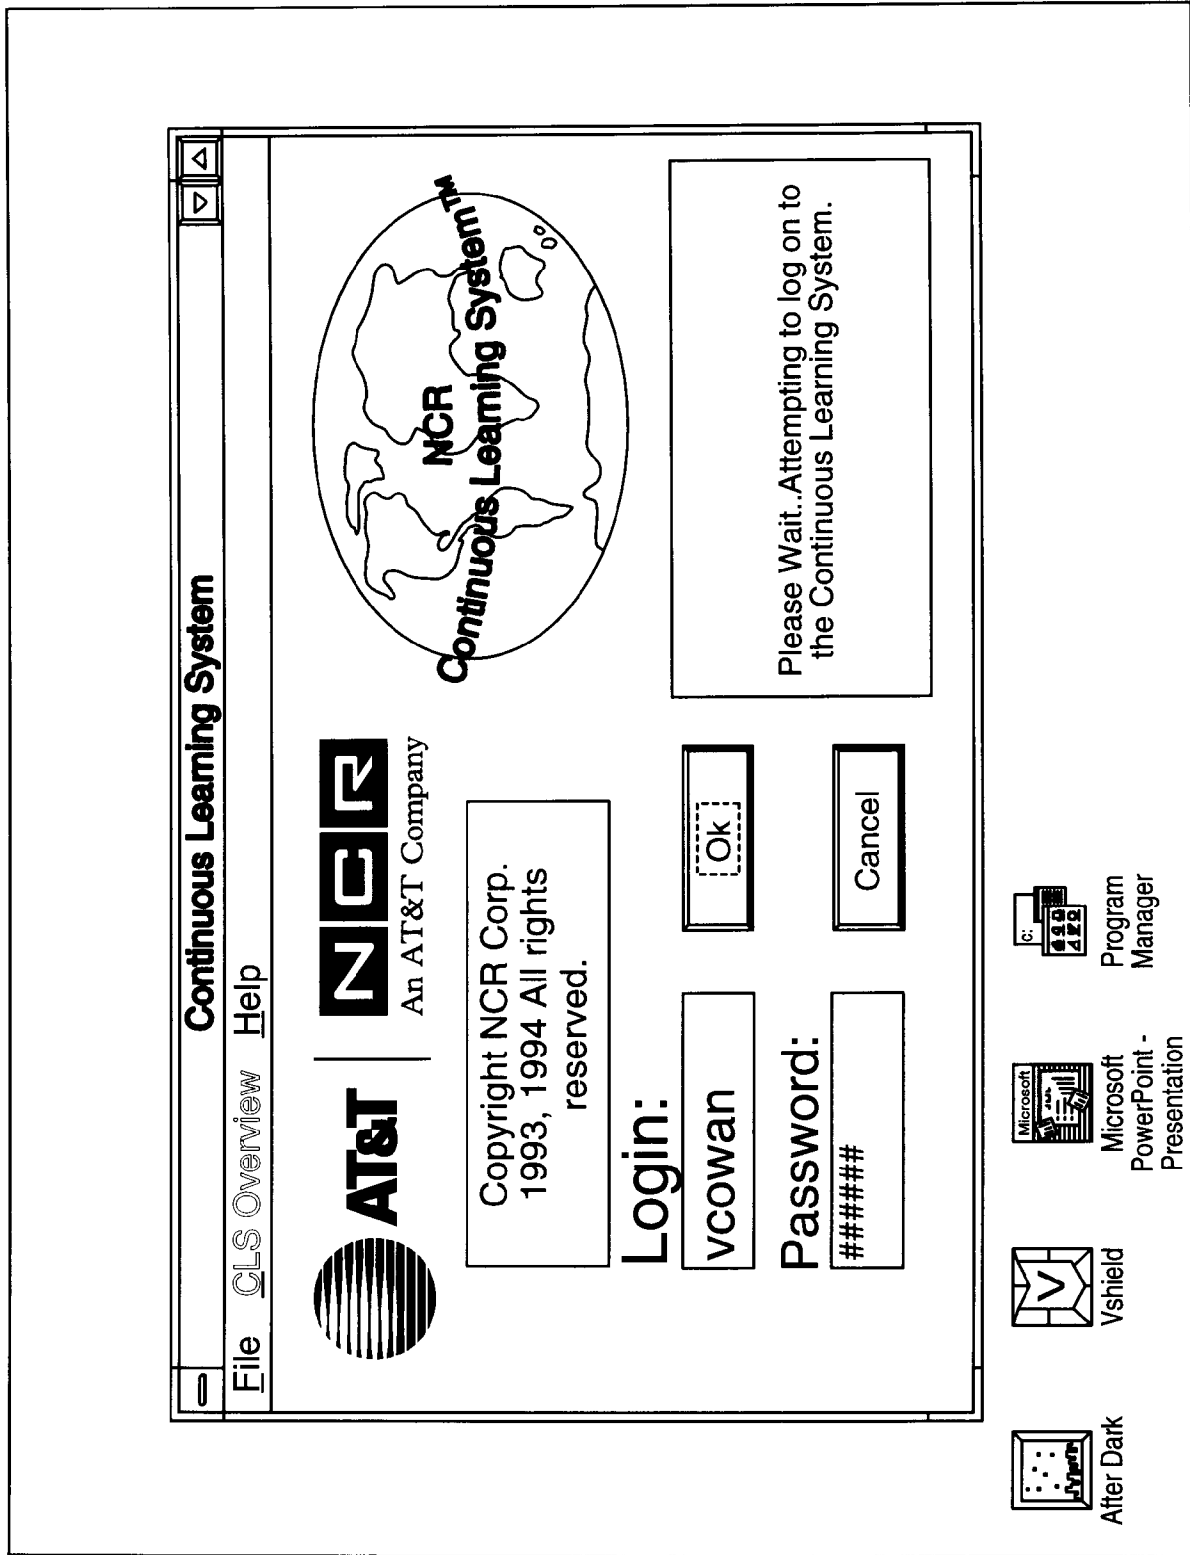 Continuous Learning System
File CLS Overview Help
AT&T
NCR
An AT&T Company
NCR
Continuous Learning System™
Copyright NCR Corp.
1993, 1994 All rights
reserved.
Login:
vcowan
Ok
Password:
######
Cancel
Please Wait..Attempting to log on to
the Continuous Learning System.
After Dark
V
Vshield
Microsoft
Microsoft
PowerPoint -
Presentation
c:
Program
Manager